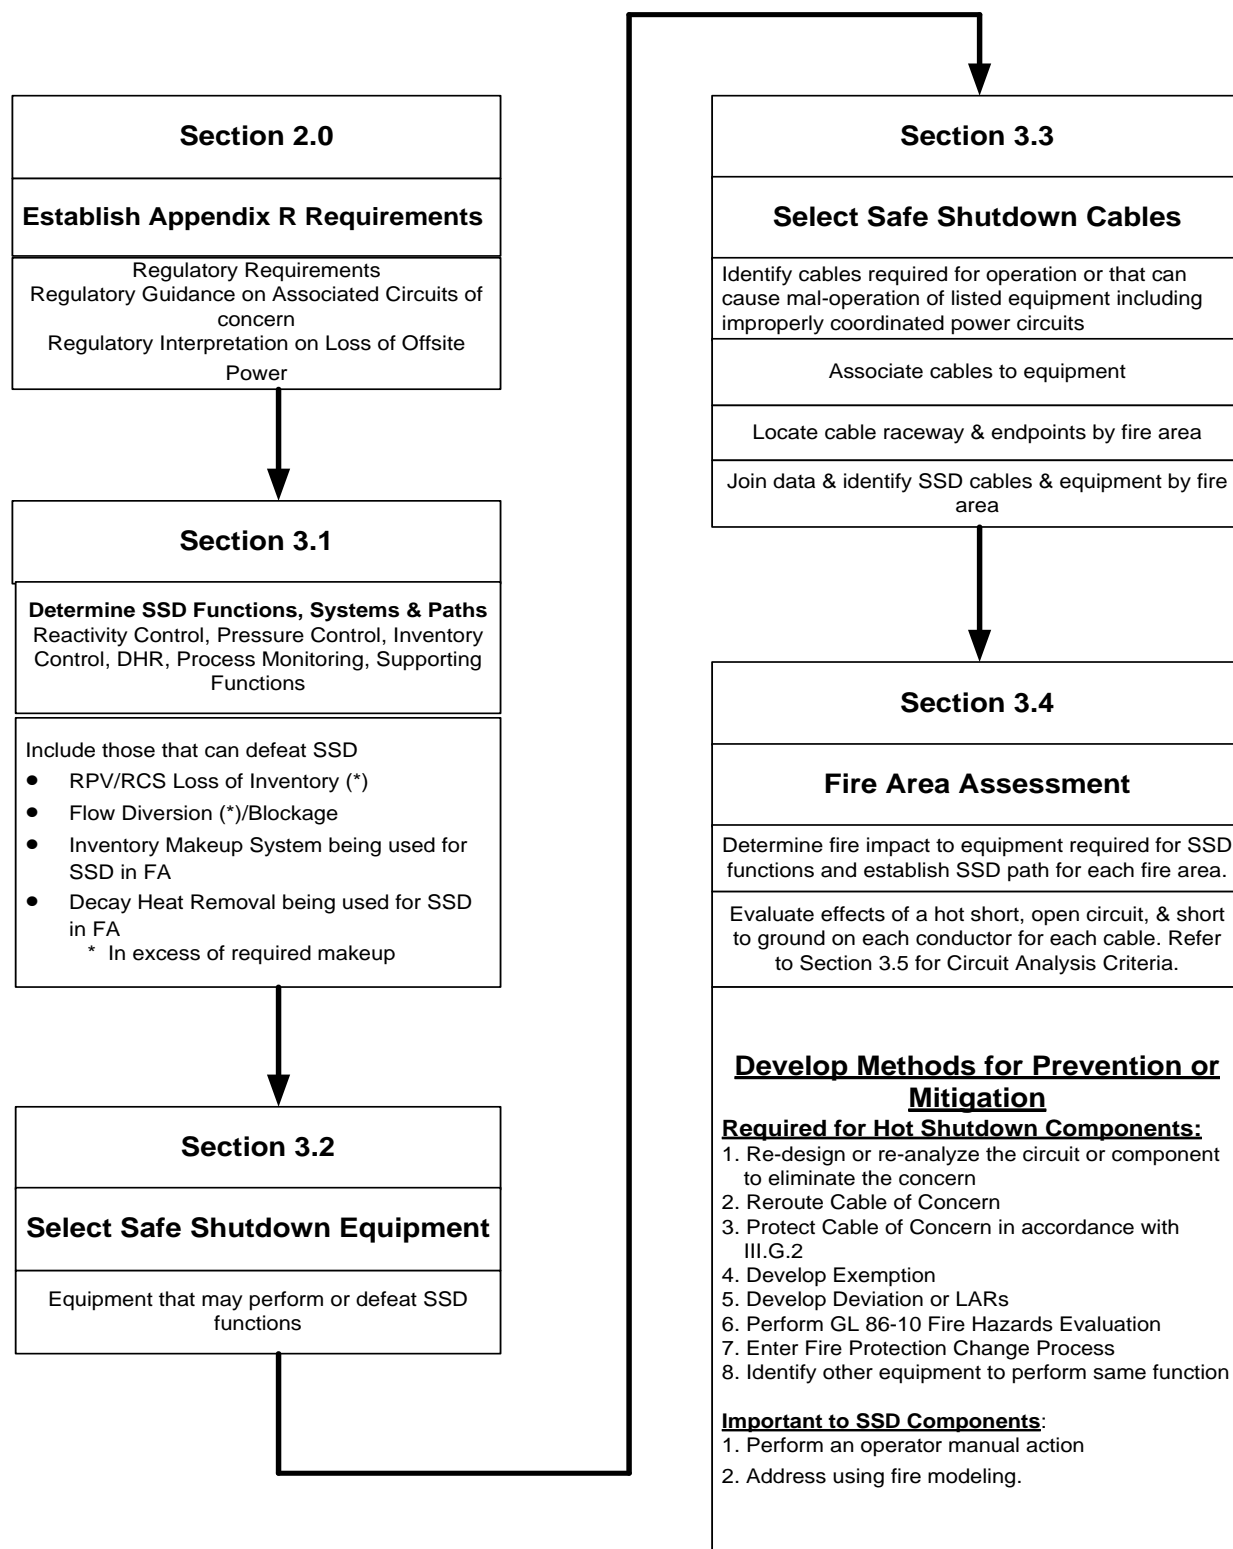 Section 2.0
Establish Appendix R Requirements
Regulatory Requirements
Regulatory Guidance on Associated Circuits of
concern
Regulatory Interpretation on Loss of Offsite
Power
Section 3.1
Determine SSD Functions, Systems & Paths
Reactivity Control, Pressure Control, Inventory
Control, DHR, Process Monitoring, Supporting
Functions
Include those that can defeat SSD
● RPV/RCS Loss of Inventory (*)
● Flow Diversion (*)/Blockage
● Inventory Makeup System being used for
SSD in FA
● Decay Heat Removal being used for SSD
in FA
* In excess of required makeup
Section 3.2
Select Safe Shutdown Equipment
Equipment that may perform or defeat SSD
functions
Section 3.3
Select Safe Shutdown Cables
Identify cables required for operation or that can
cause mal-operation of listed equipment including
improperly coordinated power circuits
Associate cables to equipment
Locate cable raceway & endpoints by fire area
Join data & identify SSD cables & equipment by fire
area
Section 3.4
Fire Area Assessment
Determine fire impact to equipment required for SSD
functions and establish SSD path for each fire area.
Evaluate effects of a hot short, open circuit, & short
to ground on each conductor for each cable. Refer
to Section 3.5 for Circuit Analysis Criteria.
Develop Methods for Prevention or
Mitigation
Required for Hot Shutdown Components:
1. Re-design or re-analyze the circuit or component
to eliminate the concern
2. Reroute Cable of Concern
3. Protect Cable of Concern in accordance with
III.G.2
4. Develop Exemption
5. Develop Deviation or LARs
6. Perform GL 86-10 Fire Hazards Evaluation
7. Enter Fire Protection Change Process
8. Identify other equipment to perform same function
Important to SSD Components:
1. Perform an operator manual action
2. Address using fire modeling.